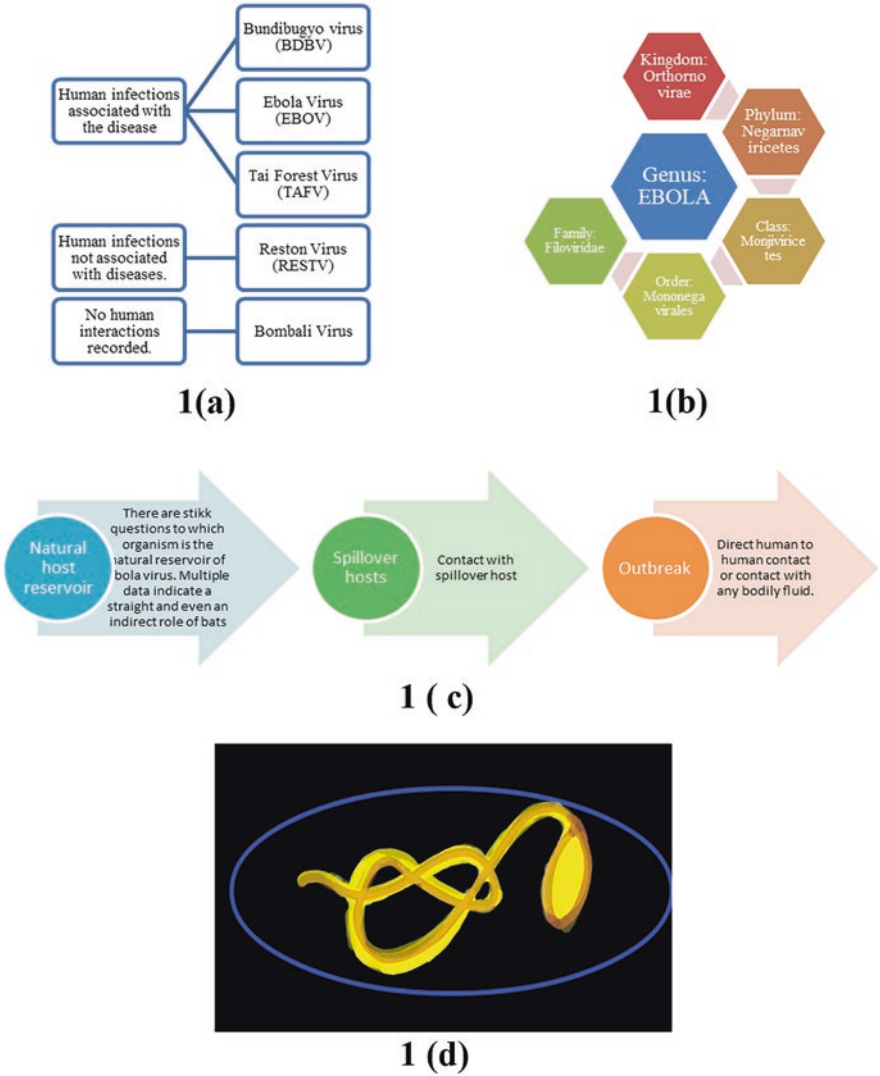 Human infections
associated with
the disease
Bundibugyo virus
(BDBV)
Ebola Virus
(EBOV)
Tai Forest Virus
(TAFV)
Human infections
not associated
with diseases.
Reston Virus
(RESTV)
No human
interactions
recorded.
Bombali Virus
1(a)
Kingdom:
Orthorno
virae
Phylum:
Negarnav
iricetes
Genus:
EBOLA
Class:
Monjivirice
tes
Order:
Mononega
virales
Family:
Filoviridae
1(b)
Natural
host
reservoir
There are stikk
questions to which
organism is the
natural reservoir of
bola virus. Multiple
data indicate a
straight and even an
indirect role of bats
Spillover
hosts
Contact with
spillover host
Outbreak
Direct human to
human contact
or contact with
any bodily fluid.
1 ( c)
1 (d)